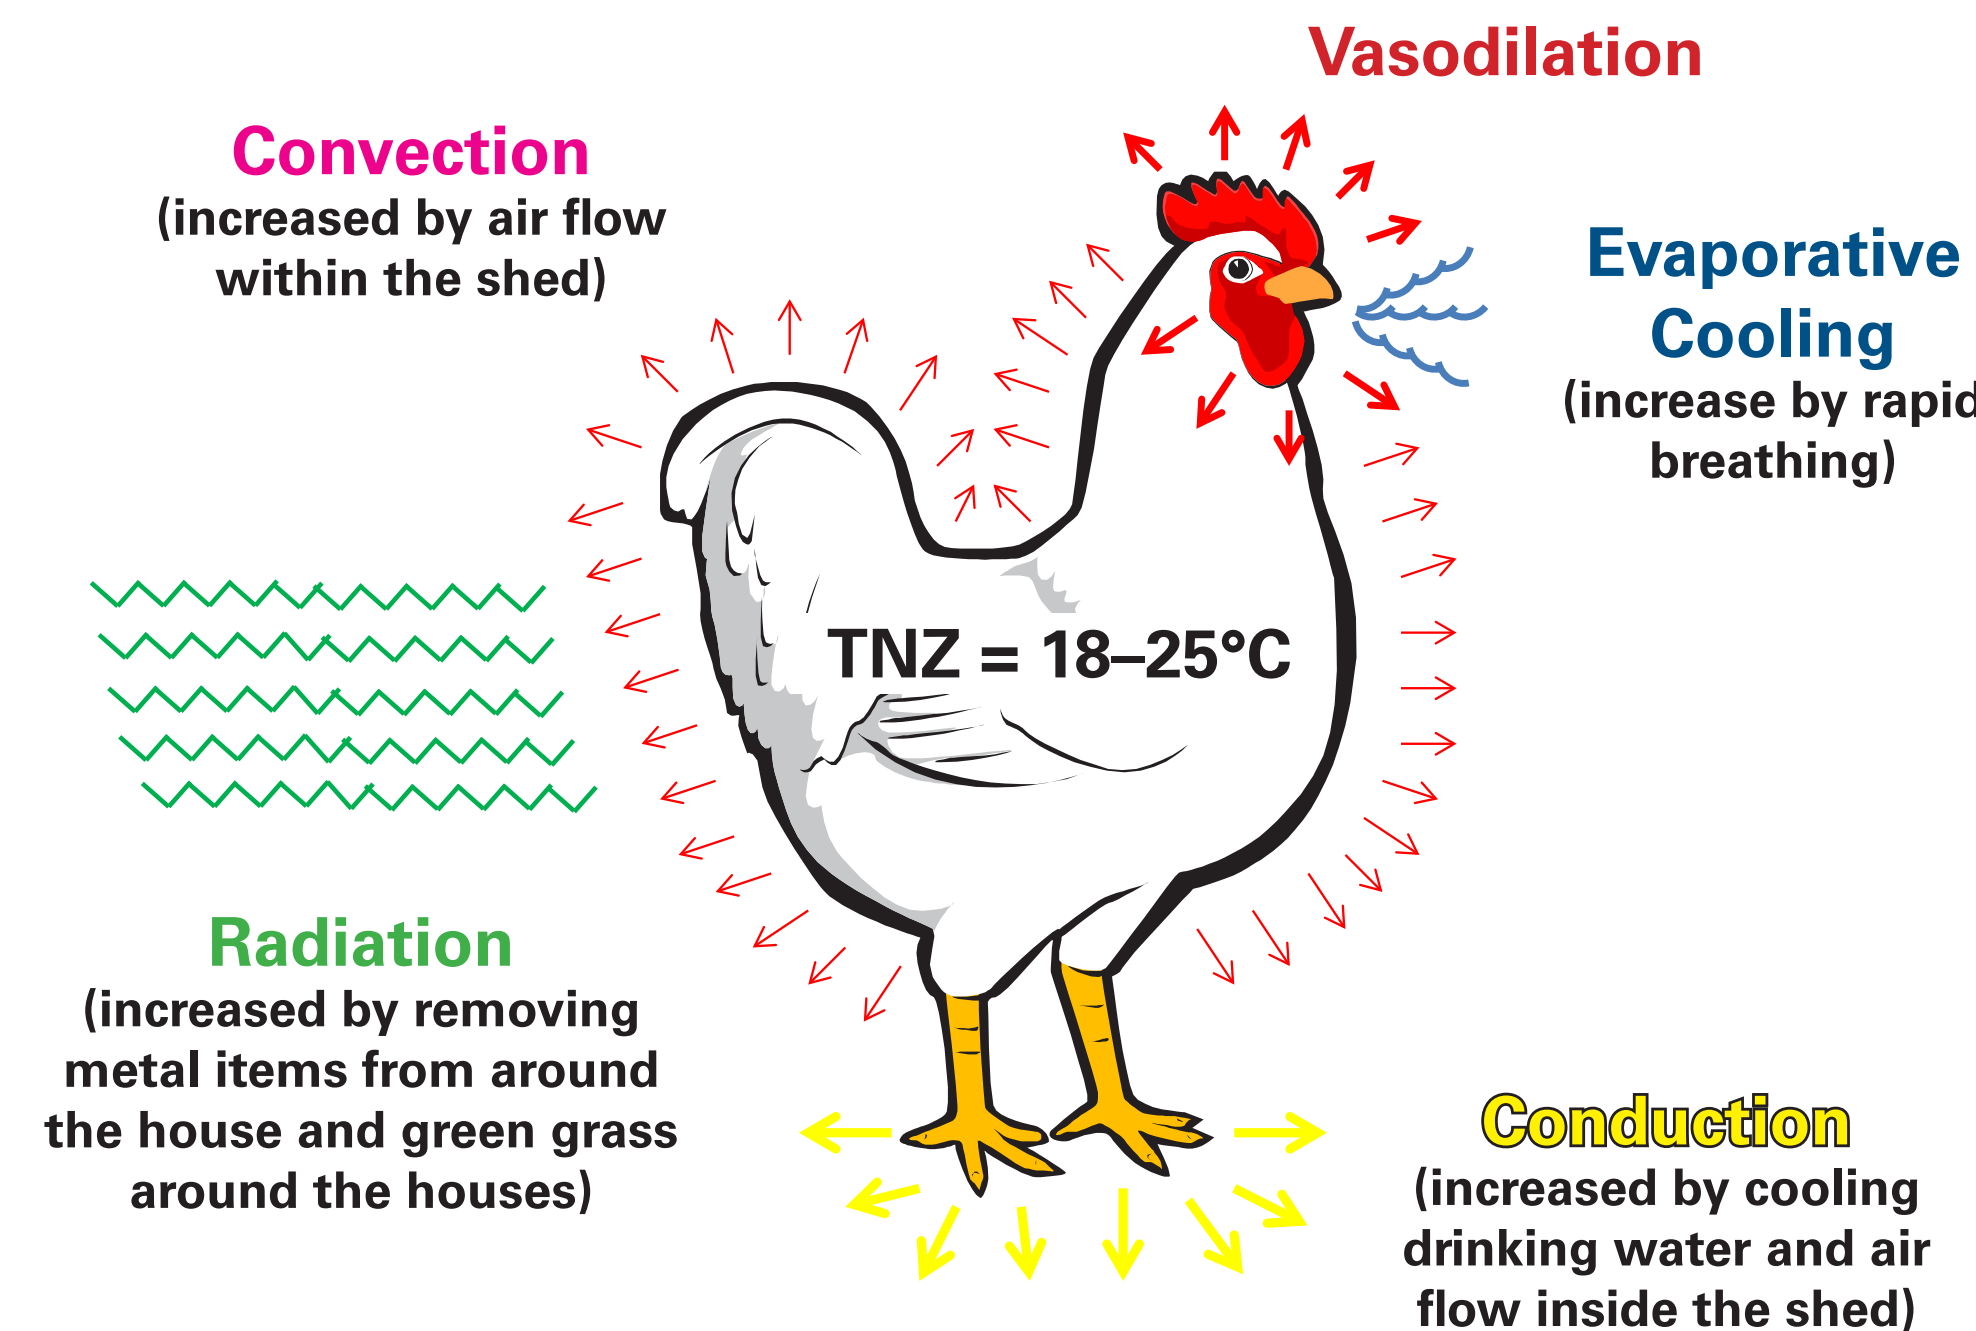 Vasodilation
Convection
(increased by air flow
within the shed)
Evaporative
Cooling
(increase by rapid
breathing)
TNZ = 18–25°C
Radiation
(increased by removing
metal items from around
the house and green grass
around the houses)
Conduction
(increased by cooling
drinking water and air
flow inside the shed)